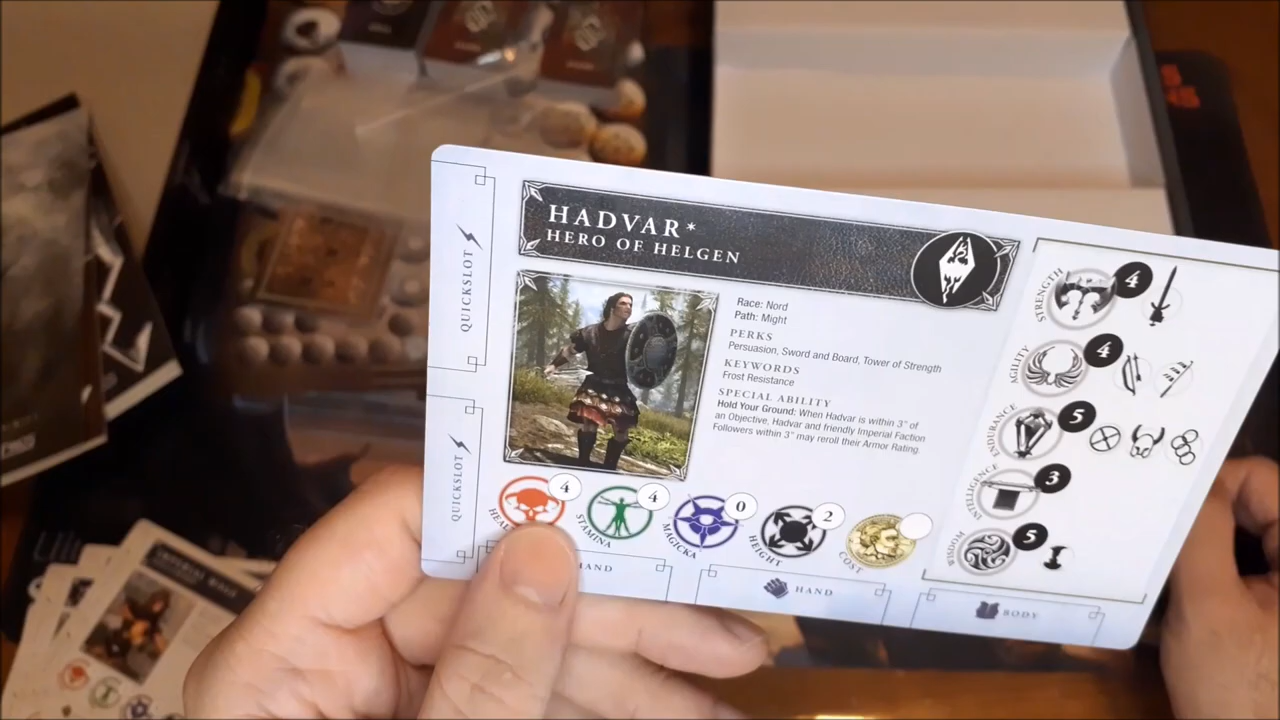 HADVAR*
HERO OF HELGEN
QUICKSLOT
QUICKSLOT
Race: Nord
Path: Might
PERKS
Persuasion, Sword and Board, Tower of Strength
KEYWORDS
Frost Resistance
SPECIAL ABILITY
Hold Your Ground: When Hadvar is within 3" of
an Objective, Hadvar and friendly Imperial Faction
Followers within 3" may reroll their Armor Rating.
STRENGTH 4
AGILITY 4
ENDURANCE 5
INTELLIGENCE 3
WISDOM 5
4
STAMINA 4
MAGICKA 0
HEIGHT 2
COST
HAND
HAND
BODY